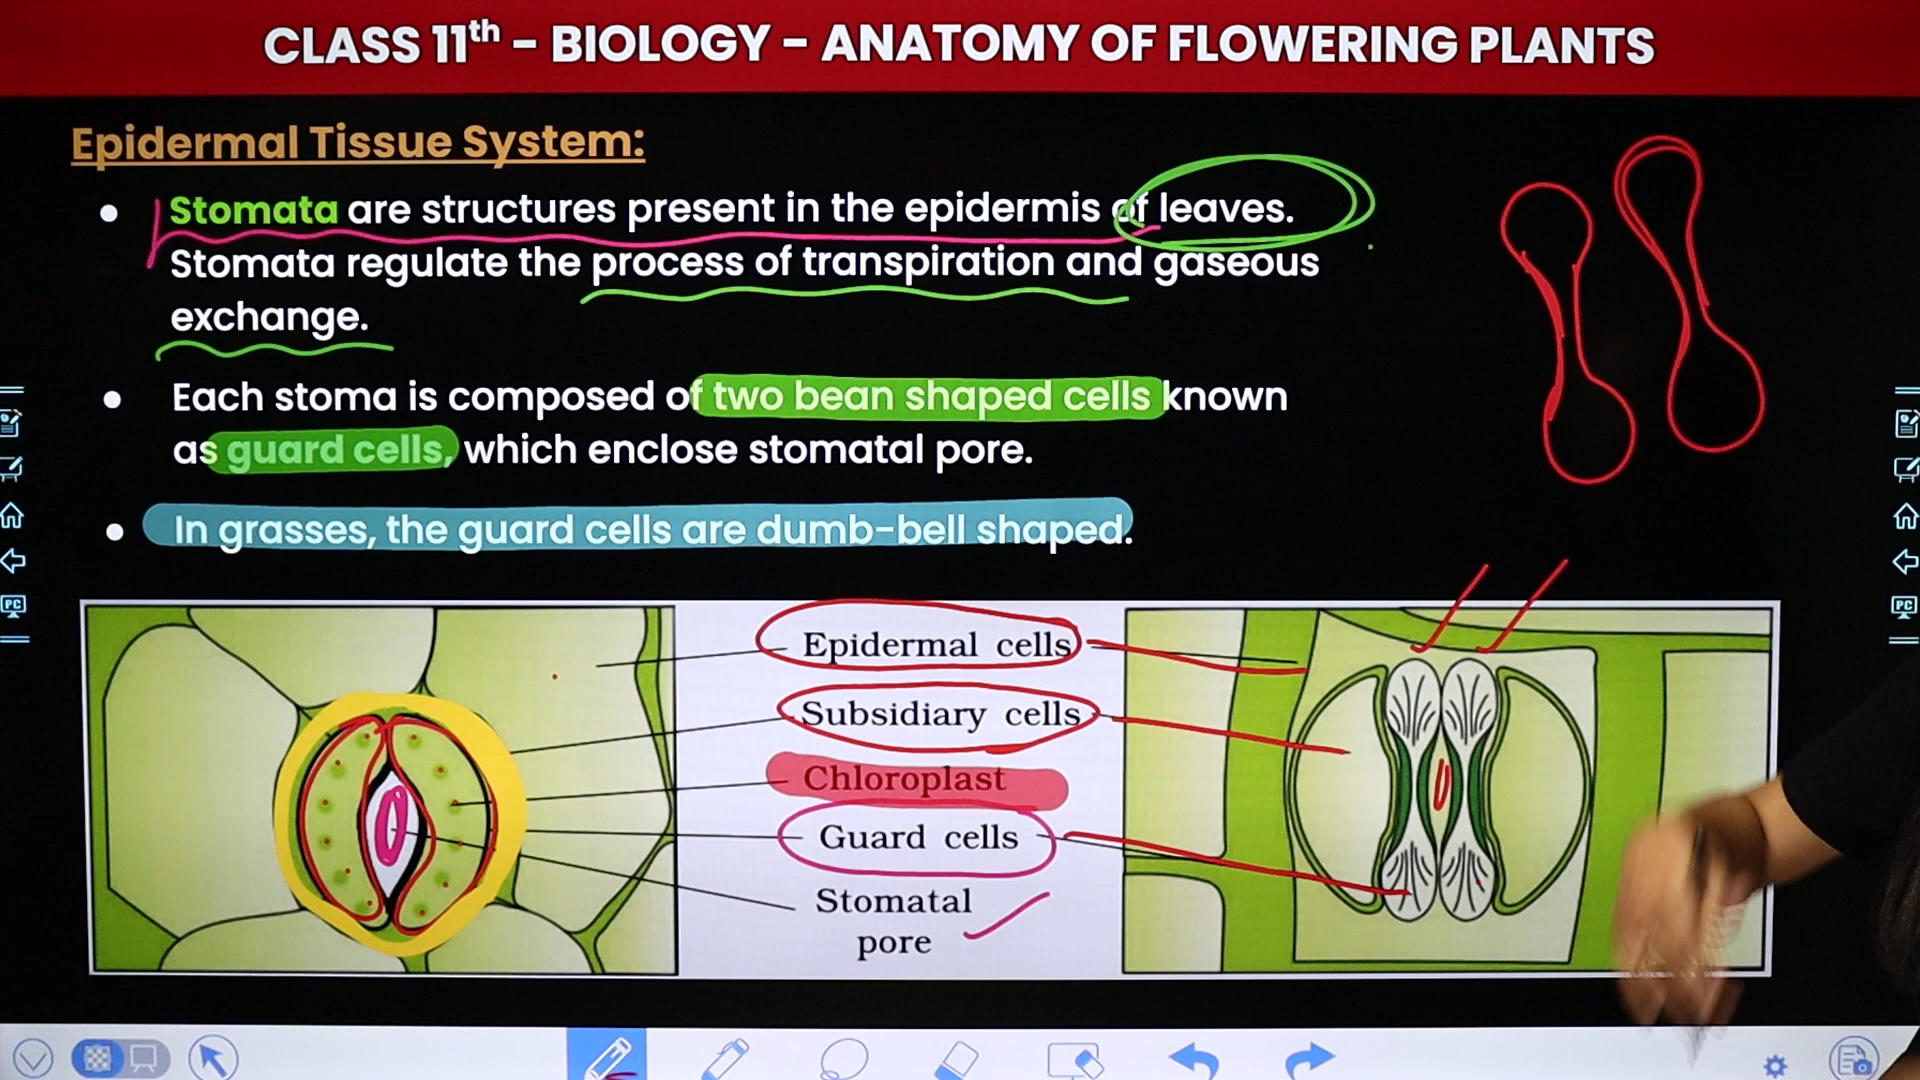 CLASS 11th - BIOLOGY - ANATOMY OF FLOWERING PLANTS
Epidermal Tissue System:
• Stomata are structures present in the epidermis of leaves.
Stomata regulate the process of transpiration and gaseous
exchange.
• Each stoma is composed of two bean shaped cells known
as guard cells, which enclose stomatal pore.
• In grasses, the guard cells are dumb-bell shaped.
Epidermal cells
Subsidiary cells
Chloroplast
Guard cells
Stomatal
pore
PC
PC